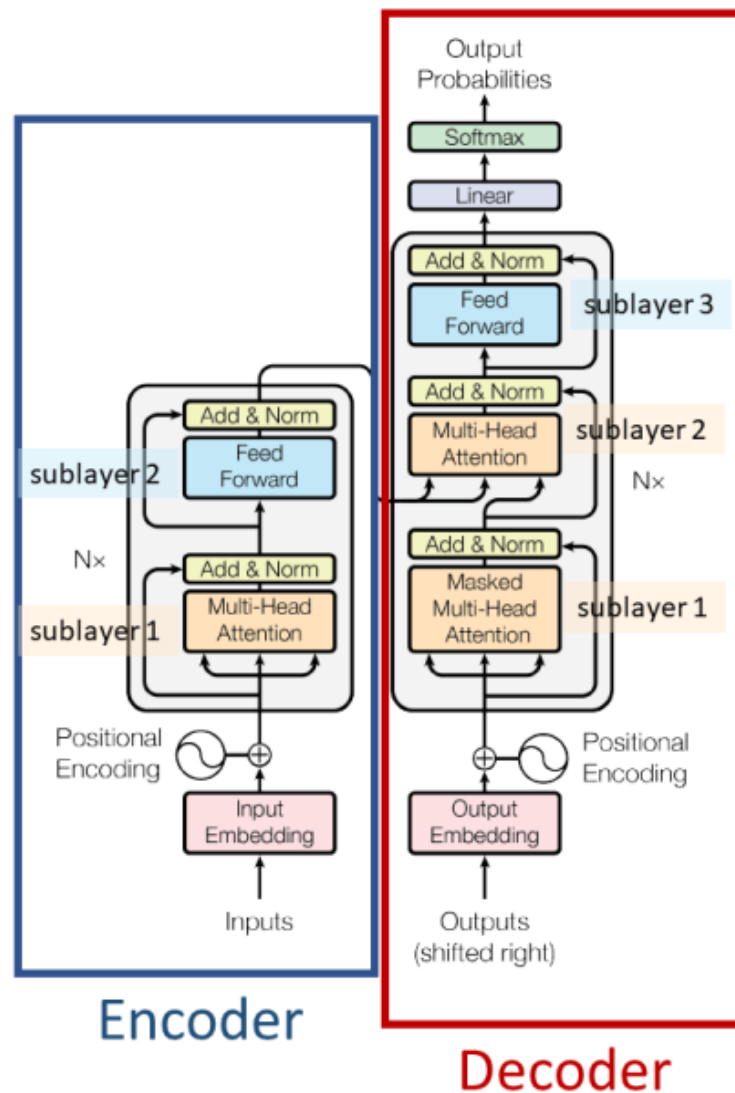 Output
Probabilities
Softmax
Linear
Add & Norm
Feed
Forward
sublayer 3
Add & Norm
Multi-Head
Attention
sublayer 2
N×
Add & Norm
Masked
Multi-Head
Attention
sublayer 1
Positional
Encoding
Output
Embedding
Outputs
(shifted right)
Decoder
Add & Norm
Feed
Forward
sublayer 2
N×
Add & Norm
Multi-Head
Attention
sublayer 1
Positional
Encoding
Input
Embedding
Inputs
Encoder